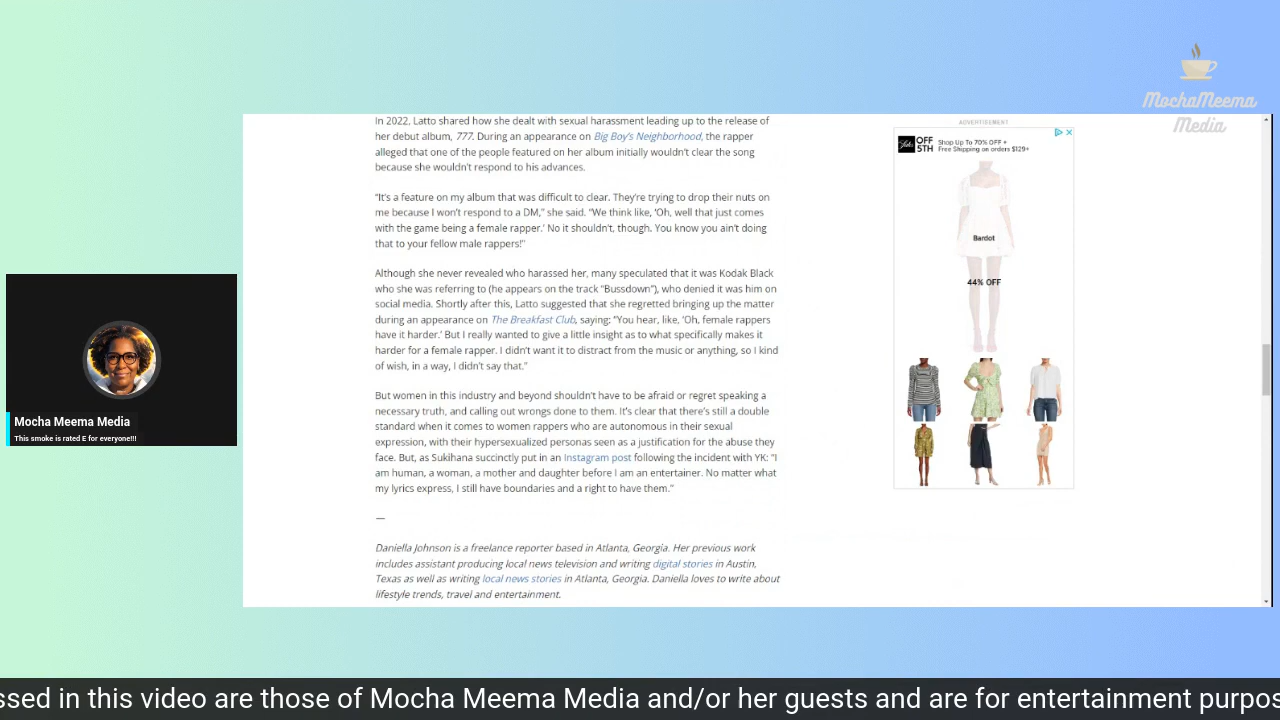 MochaMeema
Media
In 2022, Latto shared how she dealt with sexual harassment leading up to the release of
her debut album, 777. During an appearance on Big Boy's Neighborhood, the rapper
alleged that one of the people featured on her album initially wouldn't clear the song
because she wouldn't respond to his advances.
"It's a feature on my album that was difficult to clear. They're trying to drop their nuts on
me because I won't respond to a DM," she said. "We think like, 'Oh, well that just comes
with the game being a female rapper.' No it shouldn't, though. You know you ain't doing
that to your fellow male rappers!"
Although she never revealed who harassed her, many speculated that it was Kodak Black
who she was referring to (he appears on the track "Bussdown"), who denied it was him on
social media. Shortly after this, Latto suggested that she regretted bringing up the matter
during an appearance on The Breakfast Club, saying: "You hear, like, 'Oh, female rappers
have it harder.' But I really wanted to give a little insight as to what specifically makes it
harder for a female rapper. I didn't want it to distract from the music or anything, so I kind
of wish, in a way, I didn't say that."
But women in this industry and beyond shouldn't have to be afraid or regret speaking a
necessary truth, and calling out wrongs done to them. It's clear that there's still a double
standard when it comes to women rappers who are autonomous in their sexual
expression, with their hypersexualized personas seen as a justification for the abuse they
face. But, as Sukihana succinctly put in an Instagram post following the incident with YK: "I
am human, a woman, a mother and daughter before I am an entertainer. No matter what
my lyrics express, I still have boundaries and a right to have them."
—
Daniella Johnson is a freelance reporter based in Atlanta, Georgia. Her previous work
includes assistant producing local news television and writing digital stories in Austin,
Texas as well as writing local news stories in Atlanta, Georgia. Daniella loves to write about
lifestyle trends, travel and entertainment.
ADVERTISEMENT
Saks
OFF
5TH
Shop Up To 70% OFF +
Free Shipping on orders $129+
Bardot
44% OFF
Mocha Meema Media
This smoke is rated E for everyone!!!
ssed in this video are those of Mocha Meema Media and/or her guests and are for entertainment purpos